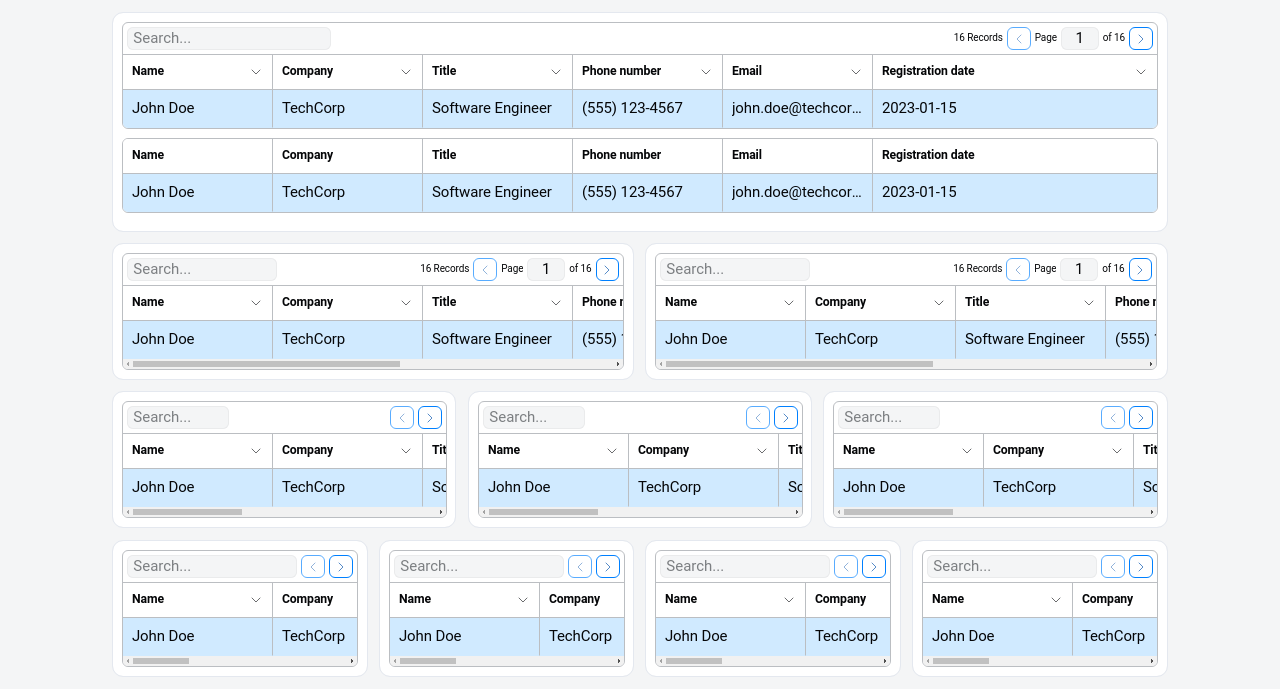 Search... 16 Records Page 1 of 16
Name Company Title Phone number Email Registration date
John Doe TechCorp Software Engineer (555) 123-4567 john.doe@techcor... 2023-01-15
Name Company Title Phone number Email Registration date
John Doe TechCorp Software Engineer (555) 123-4567 john.doe@techcor... 2023-01-15
Search... 16 Records Page 1 of 16
Name Company Title Phone
John Doe TechCorp Software Engineer (555)
Search... 16 Records Page 1 of 16
Name Company Title Phone
John Doe TechCorp Software Engineer (555)
Search...
Name Company Tit
John Doe TechCorp So
Search...
Name Company Tit
John Doe TechCorp So
Search...
Name Company Tit
John Doe TechCorp So
Search...
Name Company
John Doe TechCorp
Search...
Name Company
John Doe TechCorp
Search...
Name Company
John Doe TechCorp
Search...
Name Company
John Doe TechCorp